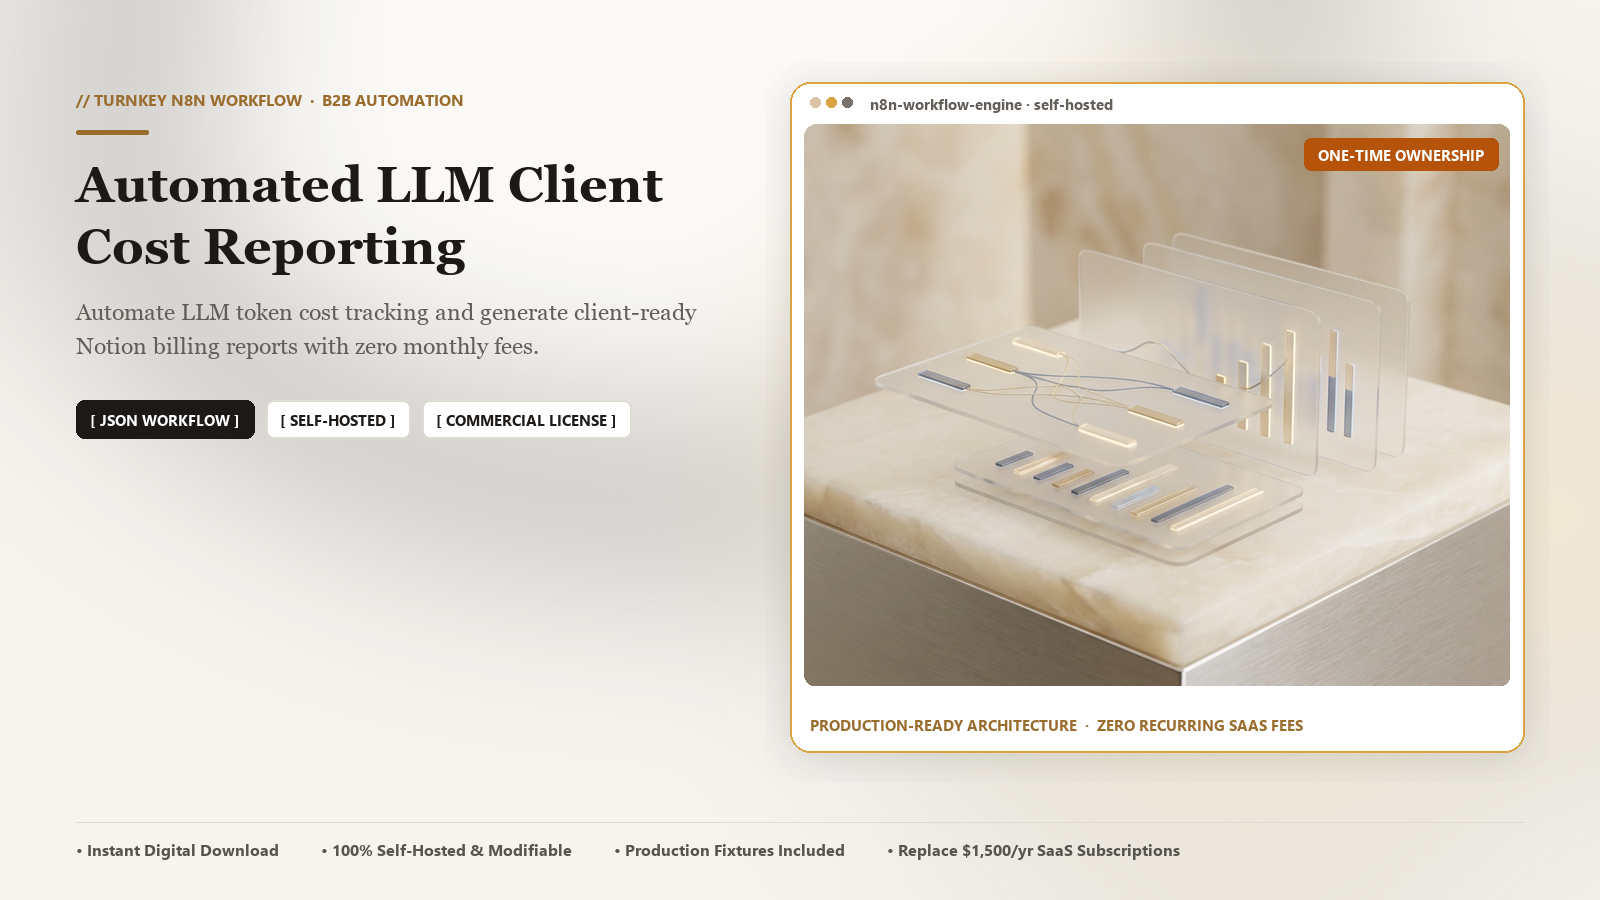 // TURNKEY N8N WORKFLOW · B2B AUTOMATION
Automated LLM Client
Cost Reporting
Automate LLM token cost tracking and generate client-ready
Notion billing reports with zero monthly fees.
[ JSON WORKFLOW ] [ SELF-HOSTED ] [ COMMERCIAL LICENSE ]
n8n-workflow-engine · self-hosted
ONE-TIME OWNERSHIP
PRODUCTION-READY ARCHITECTURE · ZERO RECURRING SAAS FEES
• Instant Digital Download • 100% Self-Hosted & Modifiable • Production Fixtures Included • Replace $1,500/yr SaaS Subscriptions